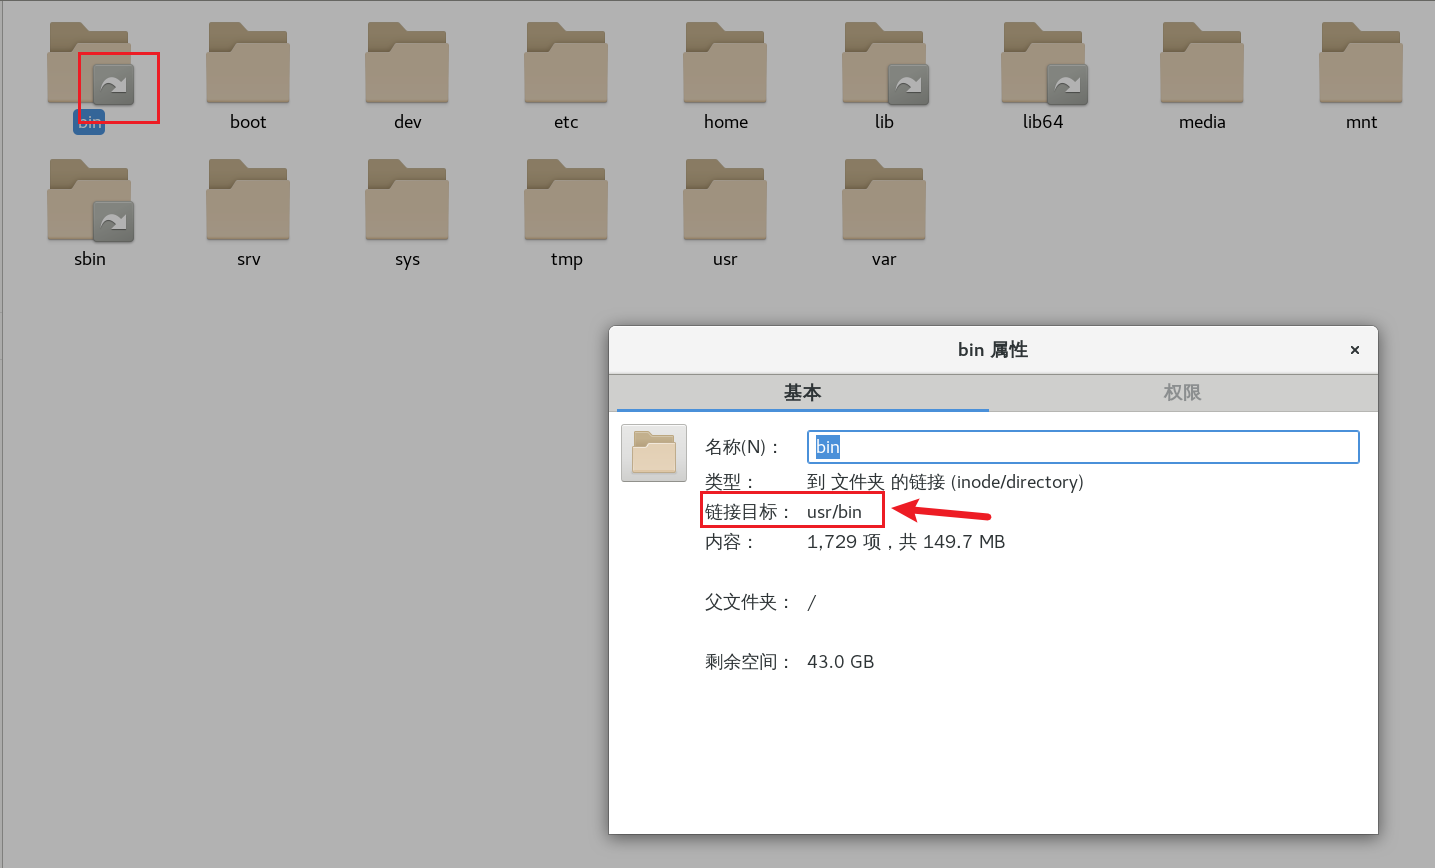 bin boot dev etc home lib lib64 media mnt
sbin srv sys tmp usr var
bin 属性 ×
基本 权限
名称(N)： bin
类型： 到 文件夹 的链接 (inode/directory)
链接目标： usr/bin
内容： 1,729 项，共 149.7 MB
父文件夹： /
剩余空间： 43.0 GB